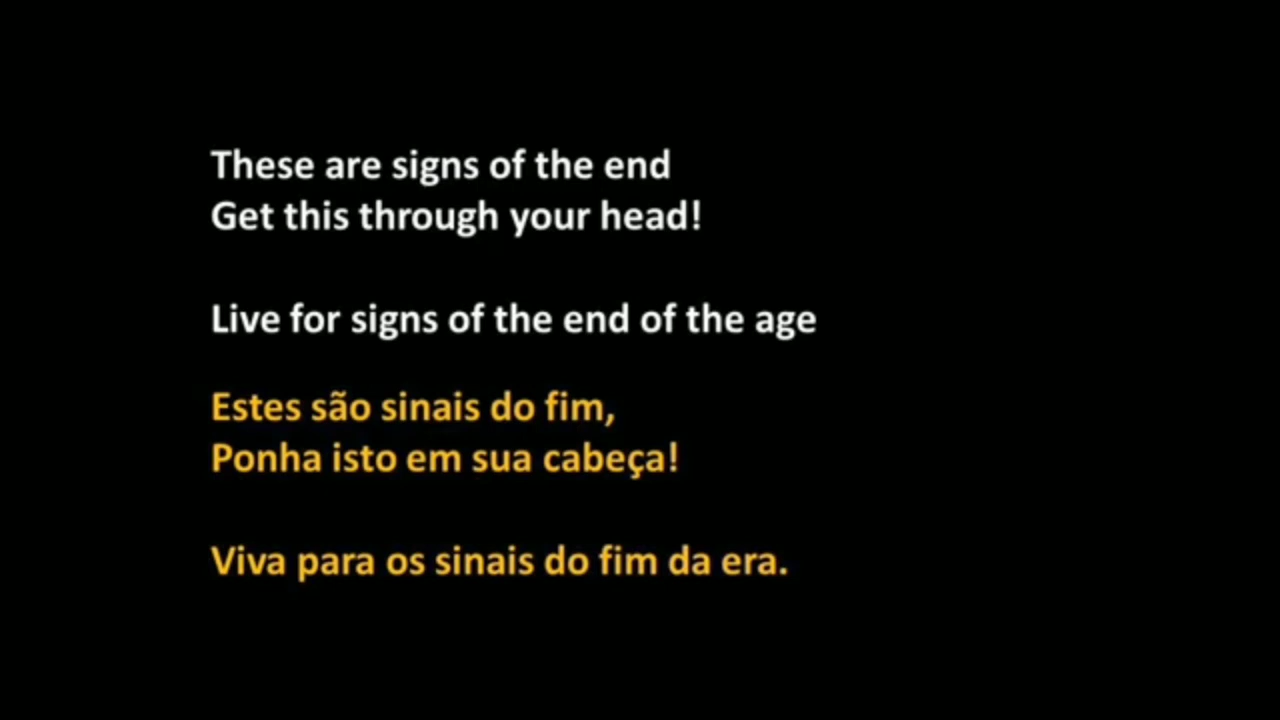 These are signs of the end
Get this through your head!
Live for signs of the end of the age
Estes são sinais do fim,
Ponha isto em sua cabeça!
Viva para os sinais do fim da era.